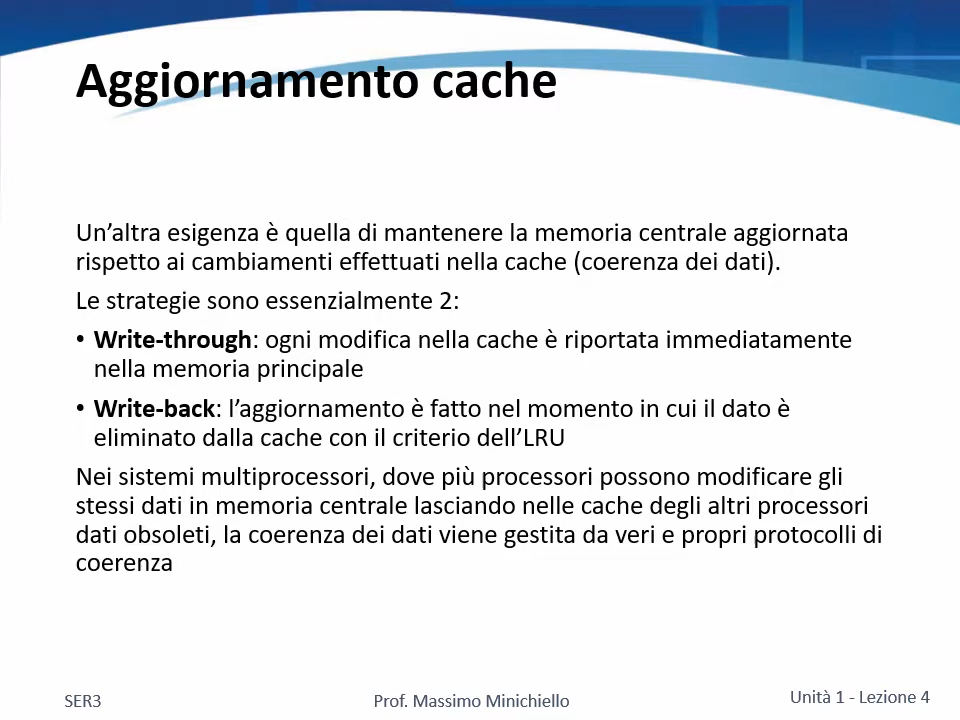 Aggiornamento cache
Un’altra esigenza è quella di mantenere la memoria centrale aggiornata
rispetto ai cambiamenti effettuati nella cache (coerenza dei dati).
Le strategie sono essenzialmente 2:
• Write-through: ogni modifica nella cache è riportata immediatamente
nella memoria principale
• Write-back: l’aggiornamento è fatto nel momento in cui il dato è
eliminato dalla cache con il criterio dell’LRU
Nei sistemi multiprocessori, dove più processori possono modificare gli
stessi dati in memoria centrale lasciando nelle cache degli altri processori
dati obsoleti, la coerenza dei dati viene gestita da veri e propri protocolli di
coerenza
SER3
Prof. Massimo Minichiello
Unità 1 - Lezione 4